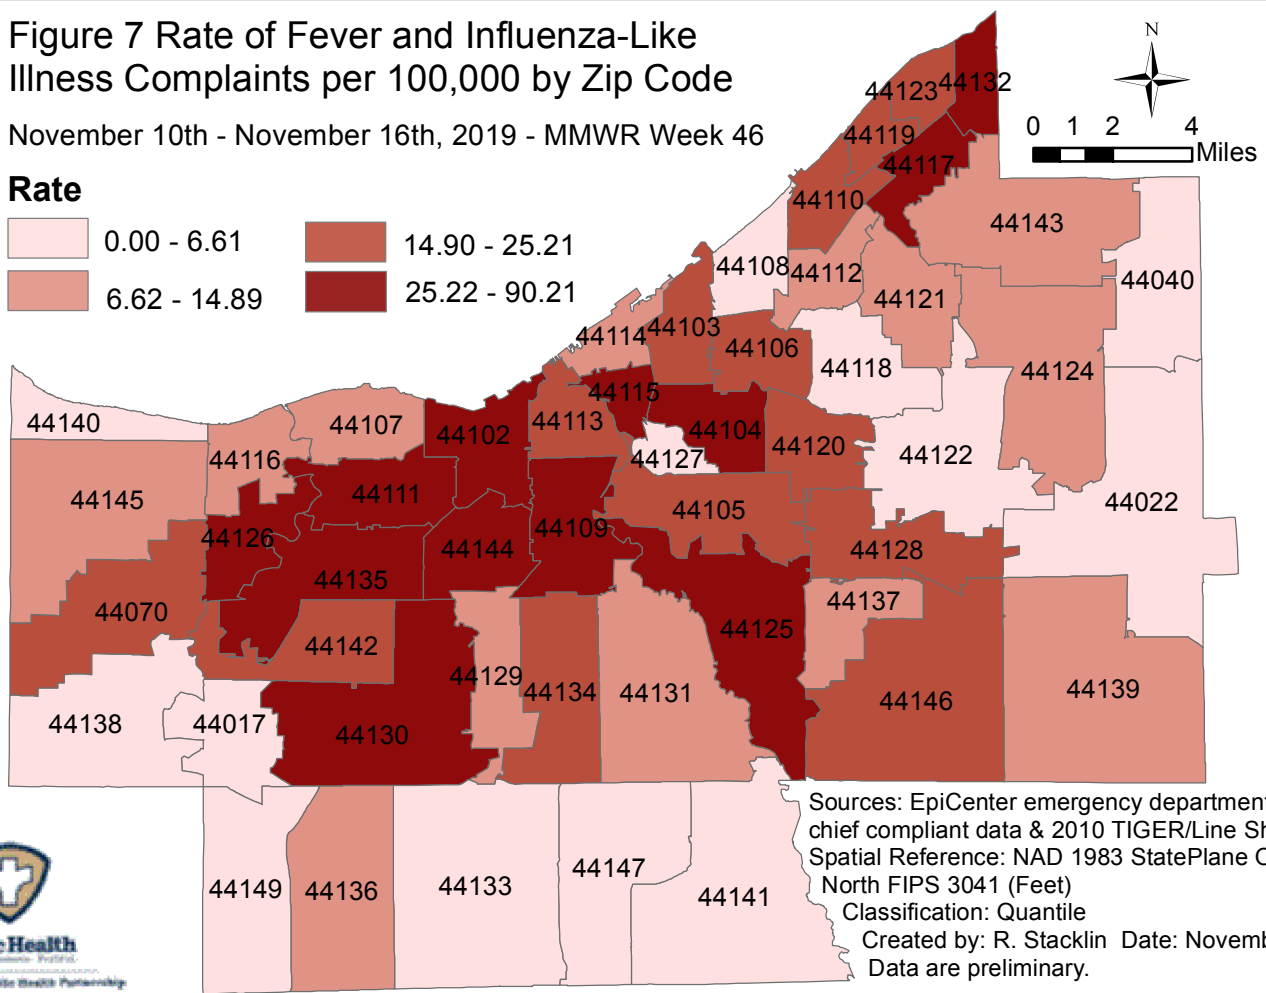 Figure 7 Rate of Fever and Influenza-Like
Illness Complaints per 100,000 by Zip Code
November 10th - November 16th, 2019 - MMWR Week 46
Rate
0.00 - 6.61
6.62 - 14.89
14.90 - 25.21
25.22 - 90.21
N
0 1 2 4
Miles
44132
44123
44119
44117
44110
44143
44108
44112
44040
44121
44114
44103
44106
44118
44124
44115
44140
44107
44102
44113
44104
44120
44127
44122
44116
44145
44111
44022
44105
44126
44109
44144
44128
44135
44070
44137
44125
44142
44129
44134
44131
44139
44146
44138
44017
44130
44149
44136
44133
44147
44141
Sources: EpiCenter emergency department
chief compliant data & 2010 TIGER/Line Sh
Spatial Reference: NAD 1983 StatePlane
North FIPS 3041 (Feet)
Classification: Quantile
Created by: R. Stacklin Date: Novemb
Data are preliminary.
c Health
Health Partnership